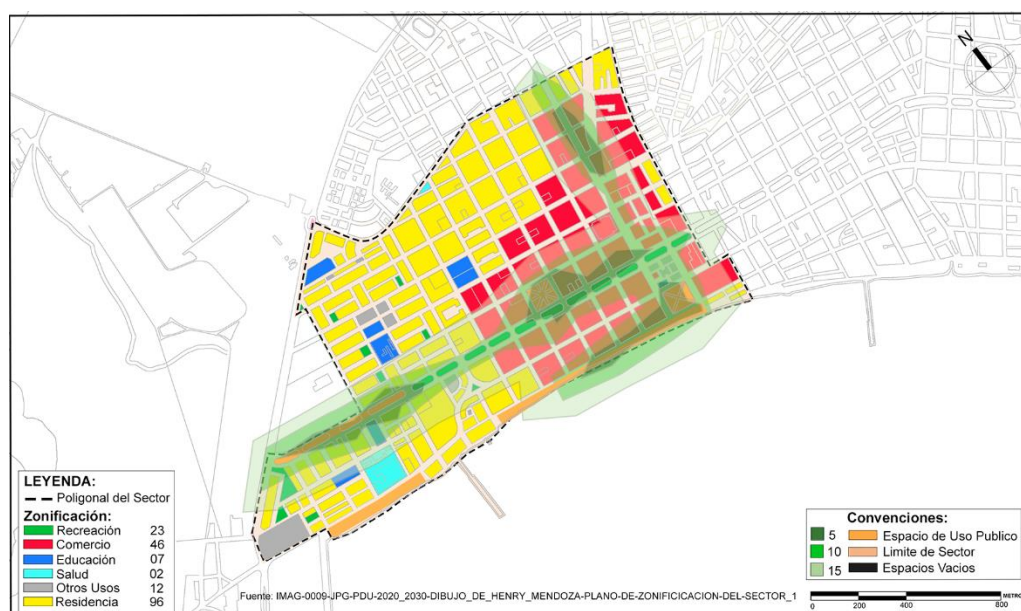 N
LEYENDA:
Poligonal del Sector
Zonificación:
Recreación 23
Comercio 46
Educación 07
Salud 02
Otros Usos 12
Residencia 96
Fuente: IMAG-0009-JPG-PDU-2020_2030-DIBUJO_DE_HENRY_MENDOZA-PLANO-DE-ZONIFICICACION-DEL-SECTOR_1
Convenciones:
5 Espacio de Uso Publico
10 Limite de Sector
15 Espacios Vacios
METROS
0 200 400 600 800